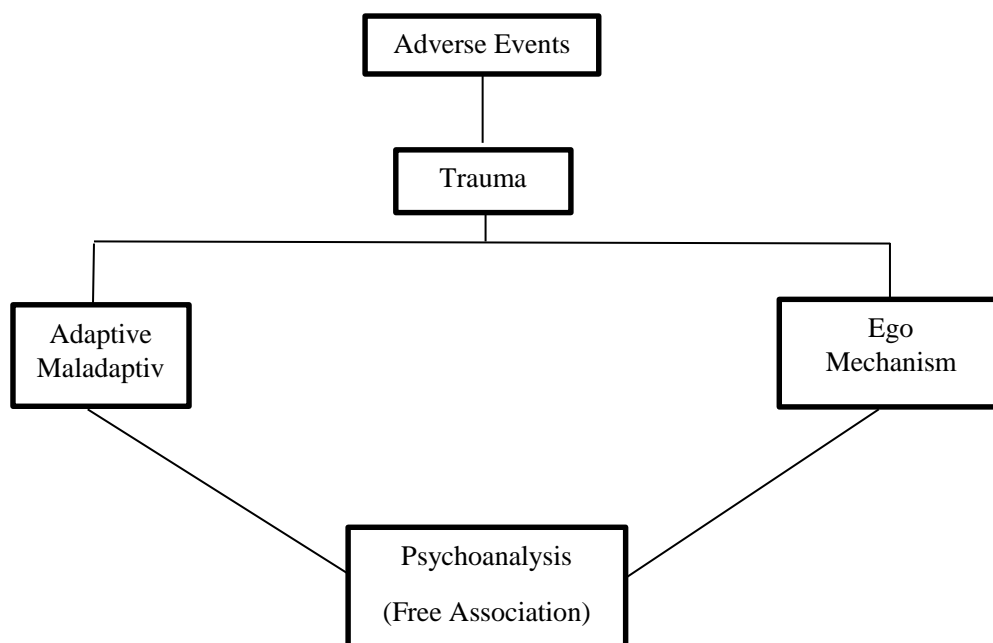 Adverse Events
Trauma
Adaptive
Maladaptiv
Ego
Mechanism
Psychoanalysis
(Free Association)